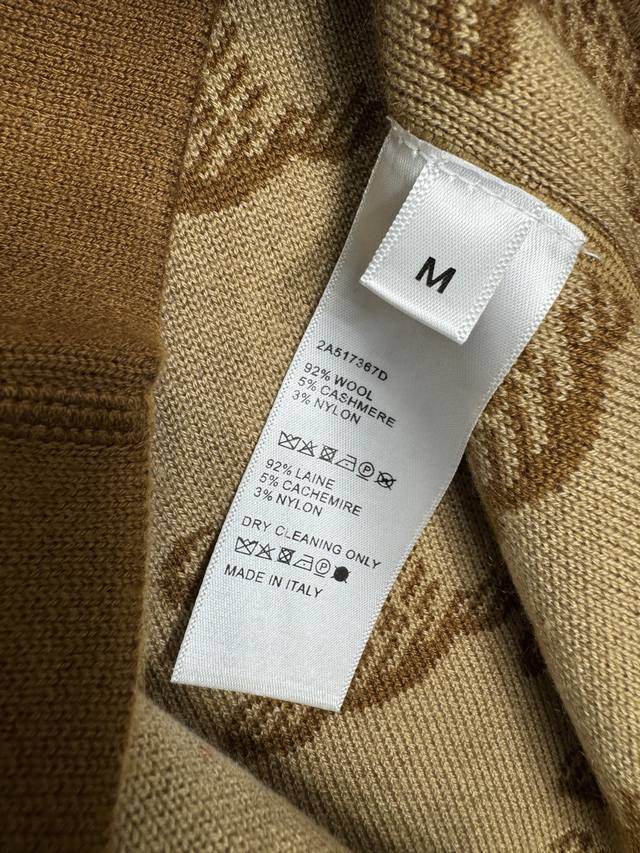 M
2A517367D
92% WOOL
5% CASHMERE
3% NYLON
92% LAINE
5% CACHEMIRE
3% NYLON
DRY CLEANING ONLY
MADE IN ITALY